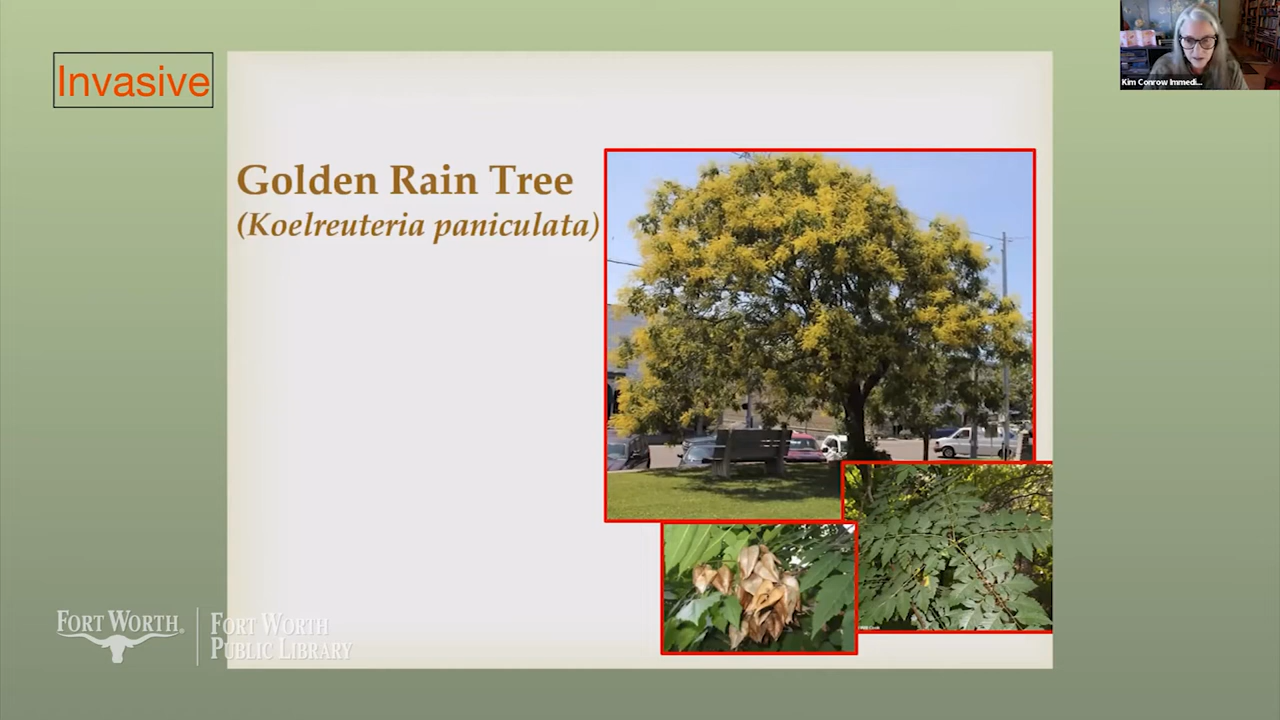 Invasive
Kim Conrow Immedi...
Golden Rain Tree
(Koelreuteria paniculata)
FORT WORTH®
FORT WORTH
PUBLIC LIBRARY